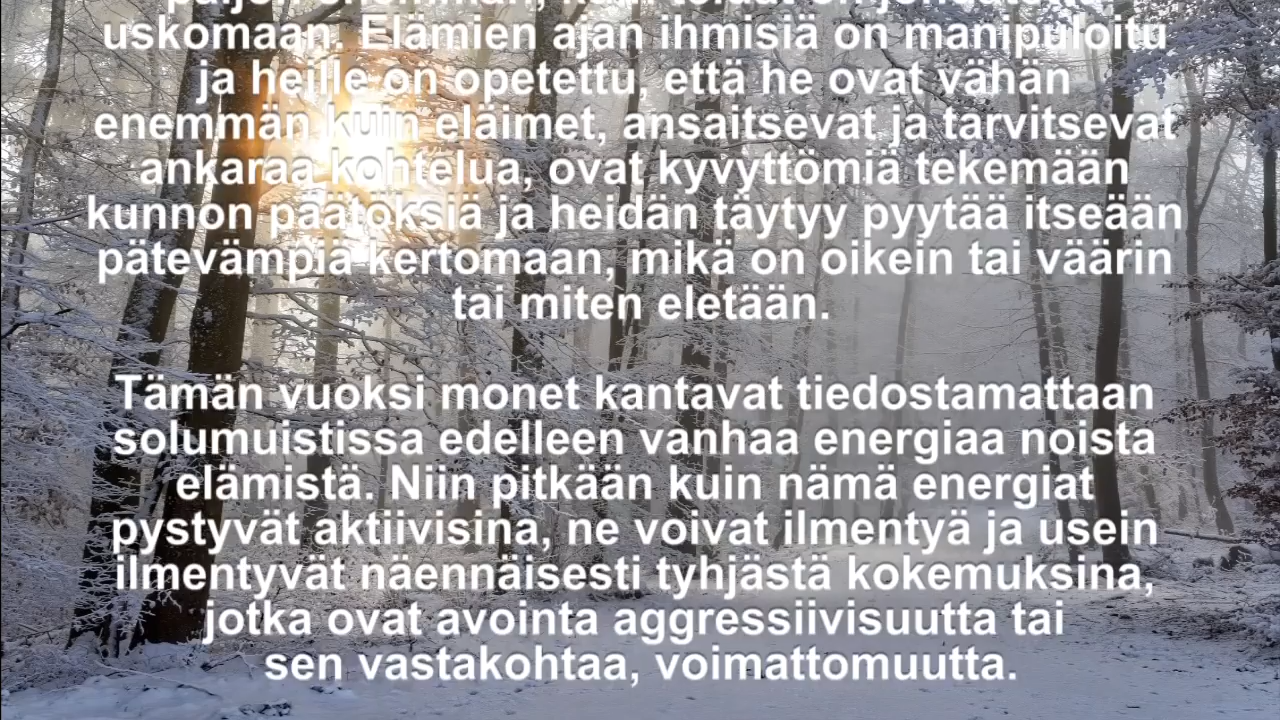 uskomaan. Elämien ajan ihmisiä on manipuloitu
ja heille on opetettu, että he ovat vähän
enemmän kuin eläimet, ansaitsevat ja tarvitsevat
ankaraa kohtelua, ovat kyvyttömiä tekemään
kunnon päätöksiä ja heidän täytyy pyytää itseään
pätevämpiä kertomaan, mikä on oikein tai väärin
tai miten eletään.
Tämän vuoksi monet kantavat tiedostamattaan
solumuistissa edelleen vanhaa energiaa noista
elämistä. Niin pitkään kuin nämä energiat
pystyvät aktiivisina, ne voivat ilmentyä ja usein
ilmentyvät näennäisesti tyhjästä kokemuksina,
jotka ovat avointa aggressiivisuutta tai
sen vastakohtaa, voimattomuutta.